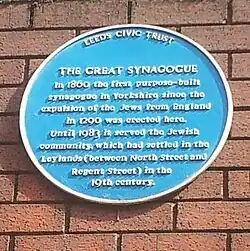 LEEDS CIVIC TRUST
THE GREAT SYNAGOGUE
In 1860 the first purpose-built
synagogue in Yorkshire since the
expulsion of the Jews from England
in 1290 was erected here.
Until 1983 it served the Jewish
community, which had settled in the
Leylands (between North Street and
Regent Street) in the
19th century.